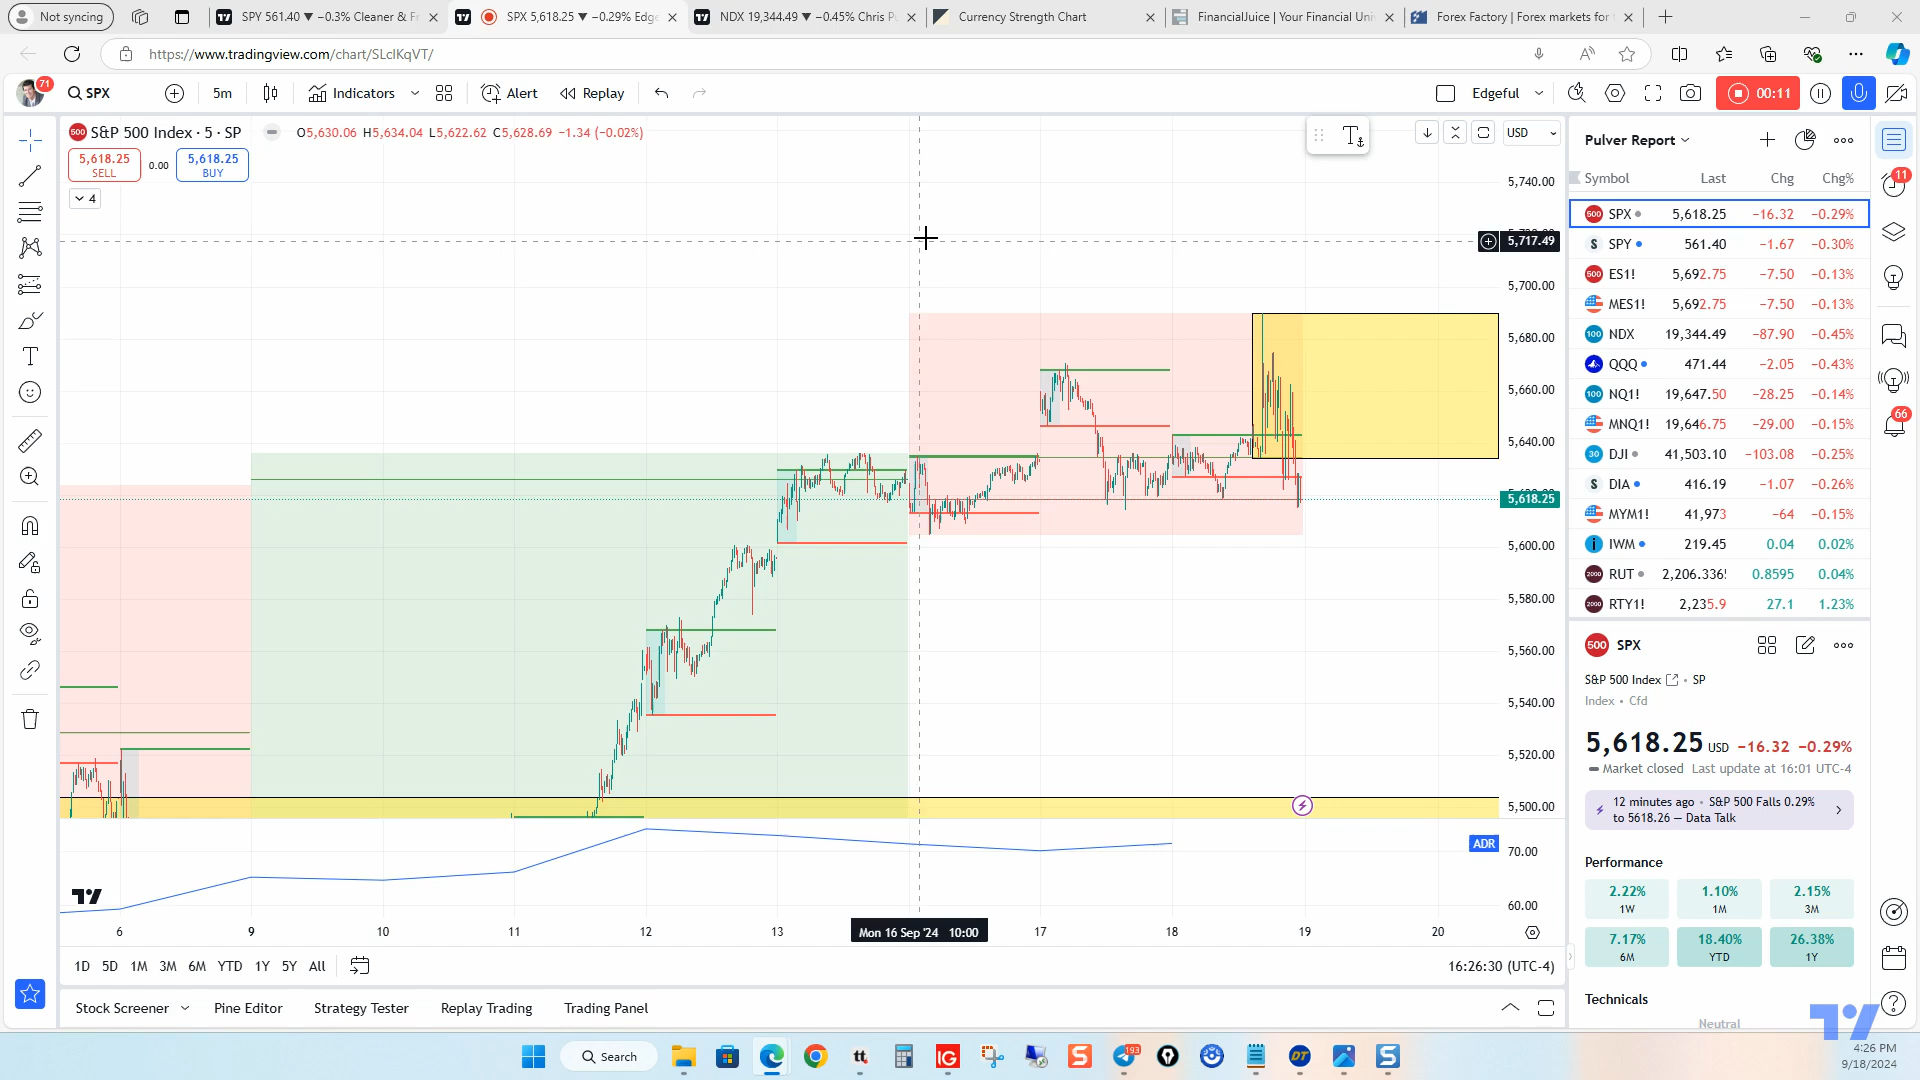 Not syncing
SPY 561.40 ▼ −0.3% Cleaner & Fr
SPX 5,618.25 ▼ −0.29% Edge
NDX 19,344.49 ▼ −0.45% Chris Pu
Currency Strength Chart
FinancialJuice | Your Financial Uni
Forex Factory | Forex markets for t
https://www.tradingview.com/chart/SLclKqVT/
71
SPX
5m
Indicators
Alert
Replay
Edgeful
00:11
S&P 500 Index · 5 · SP
O5,630.06 H5,634.04 L5,622.62 C5,628.69 −1.34 (−0.02%)
5,618.25
SELL
0.00
5,618.25
BUY
4
USD
5,740.00
5,717.49
5,700.00
5,680.00
5,660.00
5,640.00
5,618.25
5,600.00
5,580.00
5,560.00
5,540.00
5,520.00
5,500.00
ADR
70.00
60.00
6 9 10 11 12 13 Mon 16 Sep '24 10:00 17 18 19 20
1D 5D 1M 3M 6M YTD 1Y 5Y All
16:26:30 (UTC-4)
Stock Screener
Pine Editor
Strategy Tester
Replay Trading
Trading Panel
Pulver Report
Symbol Last Chg Chg%
SPX 5,618.25 −16.32 −0.29%
SPY 561.40 −1.67 −0.30%
ES1! 5,692.75 −7.50 −0.13%
MES1! 5,692.75 −7.50 −0.13%
NDX 19,344.49 −87.90 −0.45%
QQQ 471.44 −2.05 −0.43%
NQ1! 19,647.50 −28.25 −0.14%
MNQ1! 19,646.75 −29.00 −0.15%
DJI 41,503.10 −103.08 −0.25%
DIA 416.19 −1.07 −0.26%
MYM1! 41,973 −64 −0.15%
IWM 219.45 0.04 0.02%
RUT 2,206.336 0.8595 0.04%
RTY1! 2,235.9 27.1 1.23%
500 SPX
S&P 500 Index • SP
Index • Cfd
5,618.25 USD −16.32 −0.29%
Market closed Last update at 16:01 UTC-4
12 minutes ago • S&P 500 Falls 0.29%
to 5618.26 — Data Talk
Performance
2.22% 1.10% 2.15%
1W 1M 3M
7.17% 18.40% 26.38%
6M YTD 1Y
Technicals
Neutral
11
66
Search
tt.
IG
193
DT
4:26 PM
9/18/2024